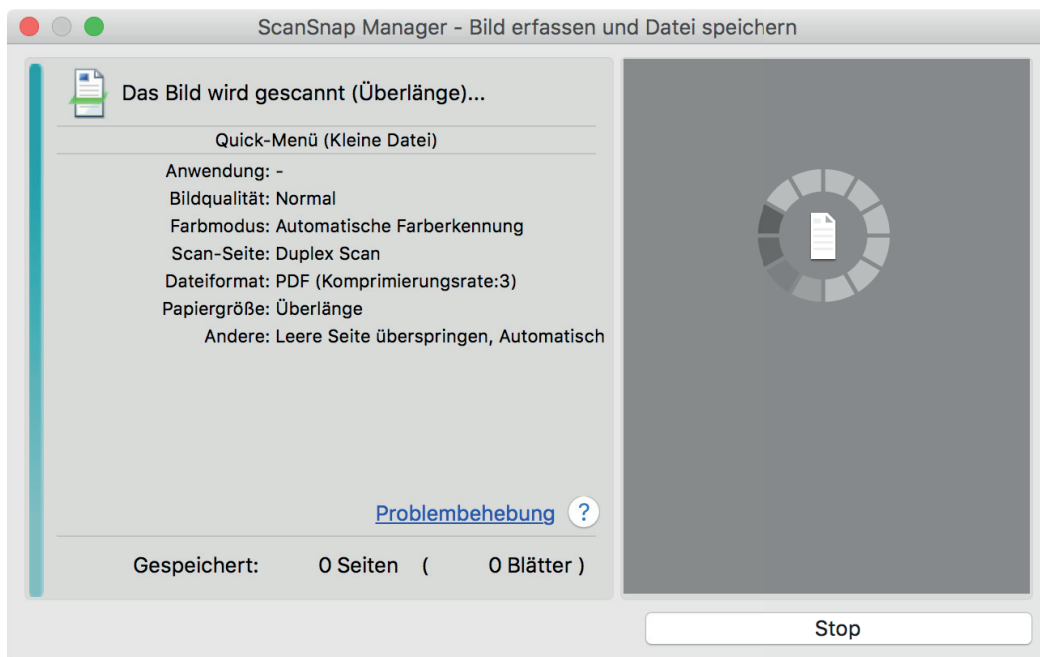 ScanSnap Manager - Bild erfassen und Datei speichern
Das Bild wird gescannt (Überlänge)...
Quick-Menü (Kleine Datei)
Anwendung: -
Bildqualität: Normal
Farbmodus: Automatische Farberkennung
Scan-Seite: Duplex Scan
Dateiformat: PDF (Komprimierungsrate:3)
Papiergröße: Überlänge
Andere: Leere Seite überspringen, Automatisch
Problembehebung ?
Gespeichert: 0 Seiten ( 0 Blätter )
Stop